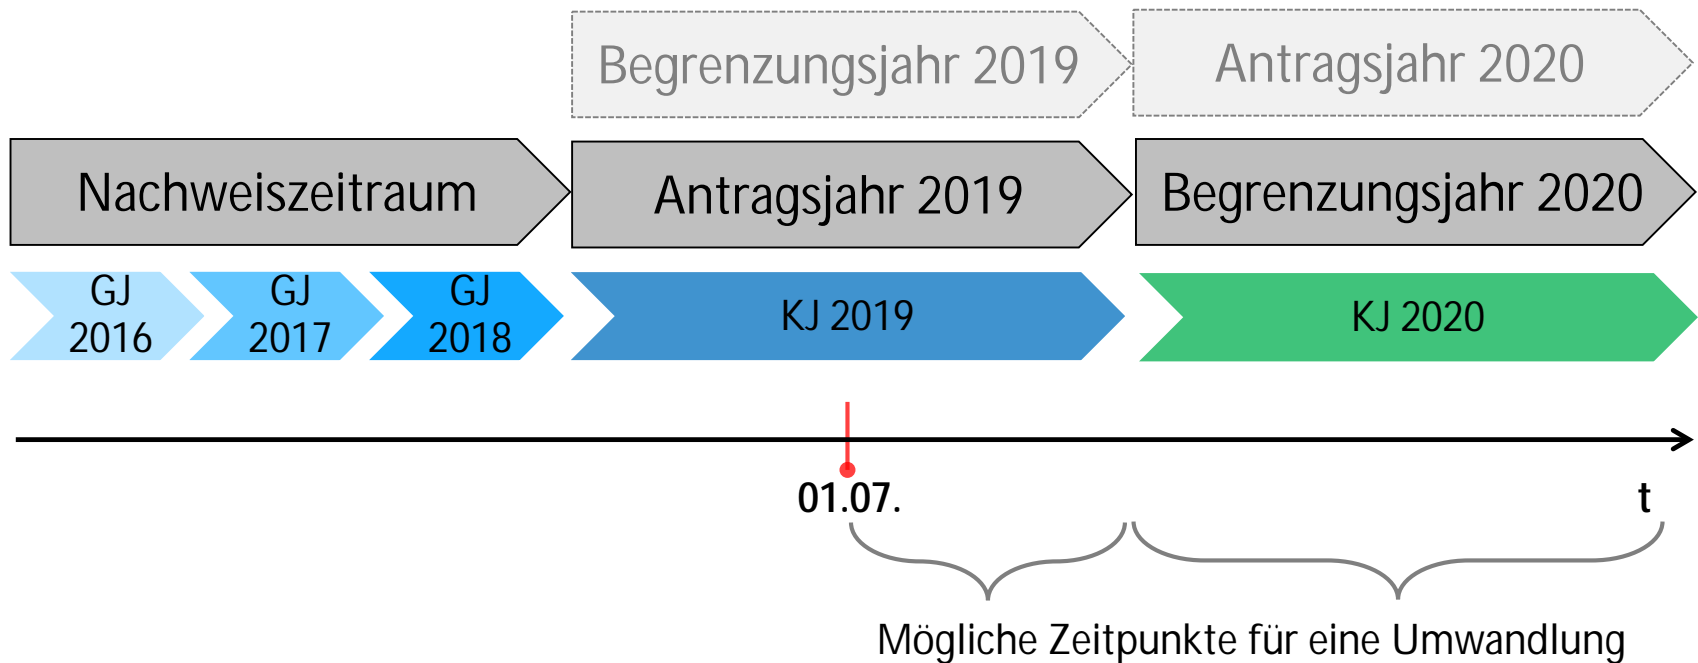 Begrenzungsjahr 2019
Antragsjahr 2020
Nachweiszeitraum
Antragsjahr 2019
Begrenzungsjahr 2020
GJ
2016
GJ
2017
GJ
2018
KJ 2019
KJ 2020
01.07.
t
Mögliche Zeitpunkte für eine Umwandlung